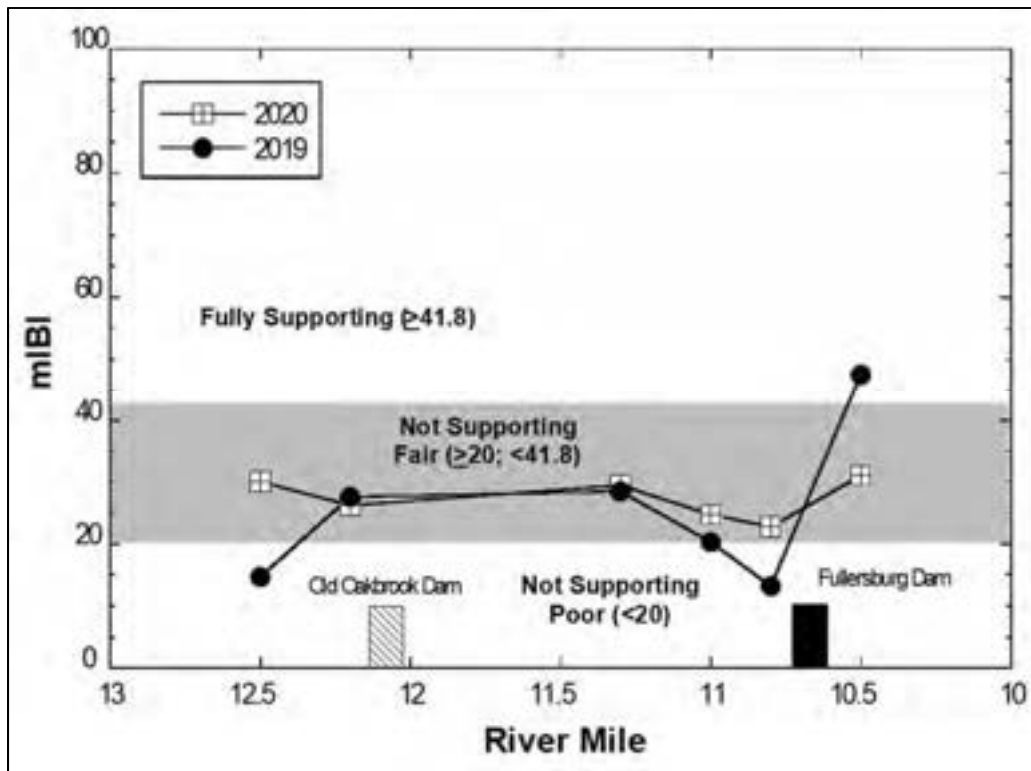 100
80
60
40
20
0
mIBI
2020
2019
Fully Supporting (≥41.8)
Not Supporting
Fair (≥20; <41.8)
Old Oakbrook Dam
Not Supporting
Poor (<20)
Fullersburg Dam
13
12.5
12
11.5
11
10.5
10
River Mile